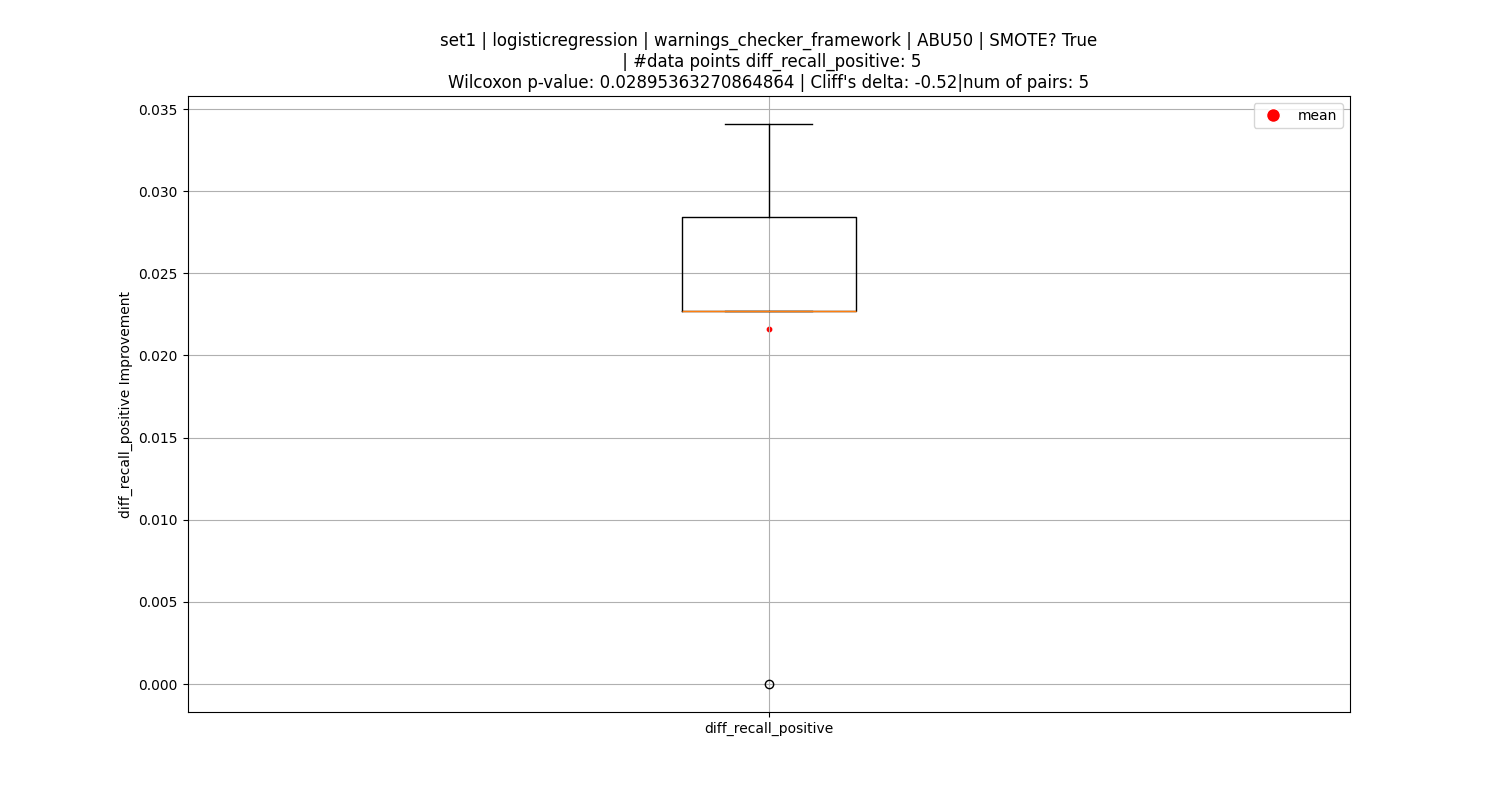 set1 | logisticregression | warnings_checker_framework | ABU50 | SMOTE? True
| #data points diff_recall_positive: 5
Wilcoxon p-value: 0.02895363270864864 | Cliff's delta: -0.52|num of pairs: 5
mean
0.035
0.030
0.025
0.020
0.015
0.010
0.005
0.000
diff_recall_positive Improvement
diff_recall_positive